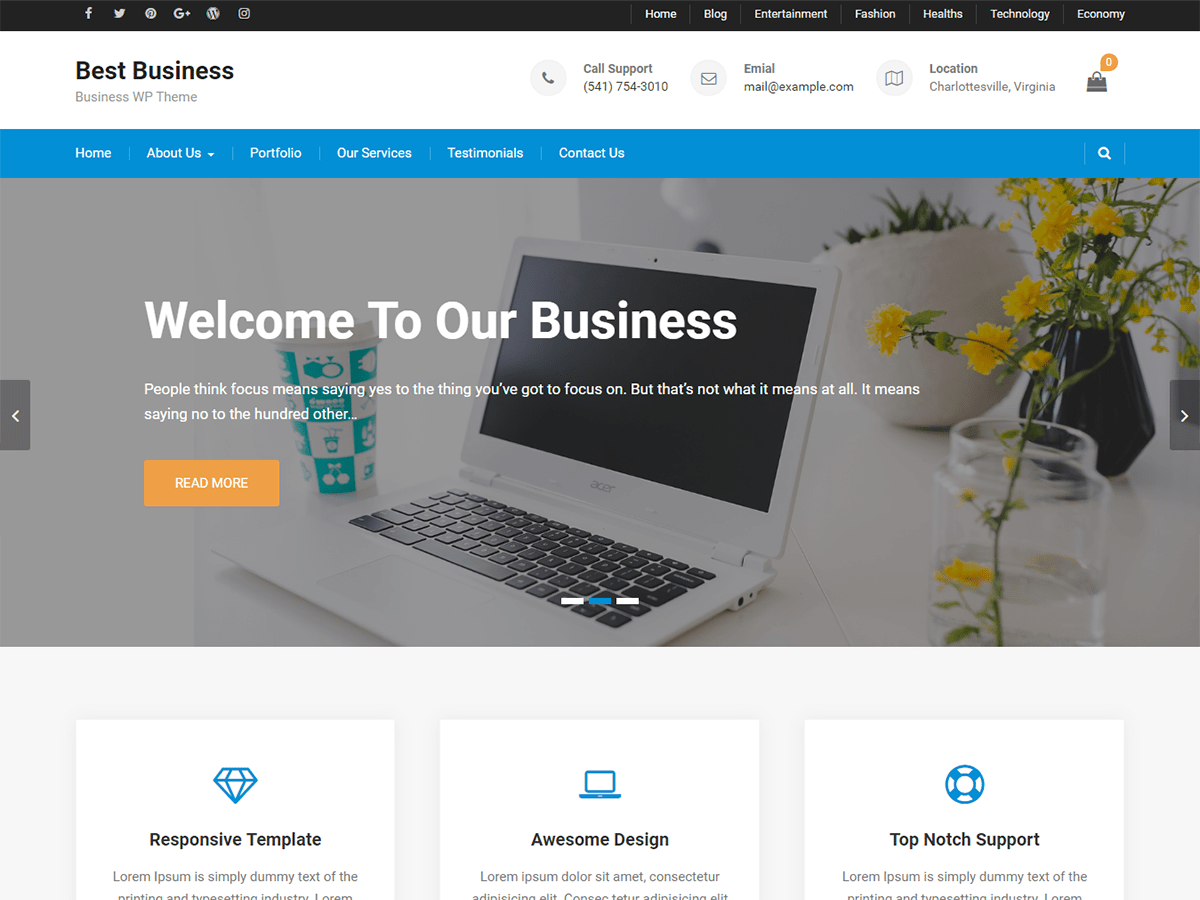 Home Blog Entertainment Fashion Healths Technology Economy
Best Business
Business WP Theme
Call Support
(541) 754-3010
Emial
mail@example.com
Location
Charlottesville, Virginia
0
Home About Us Portfolio Our Services Testimonials Contact Us
Welcome To Our Business
People think focus means saying yes to the thing you’ve got to focus on. But that’s not what it means at all. It means
saying no to the hundred other…
READ MORE
acer
Responsive Template
Lorem Ipsum is simply dummy text of the
printing and typesetting industry. Lorem
Awesome Design
Lorem ipsum dolor sit amet, consectetur
adipisicing elit. Consec tetur adipisicing elit
Top Notch Support
Lorem Ipsum is simply dummy text of the
printing and typesetting industry. Lorem